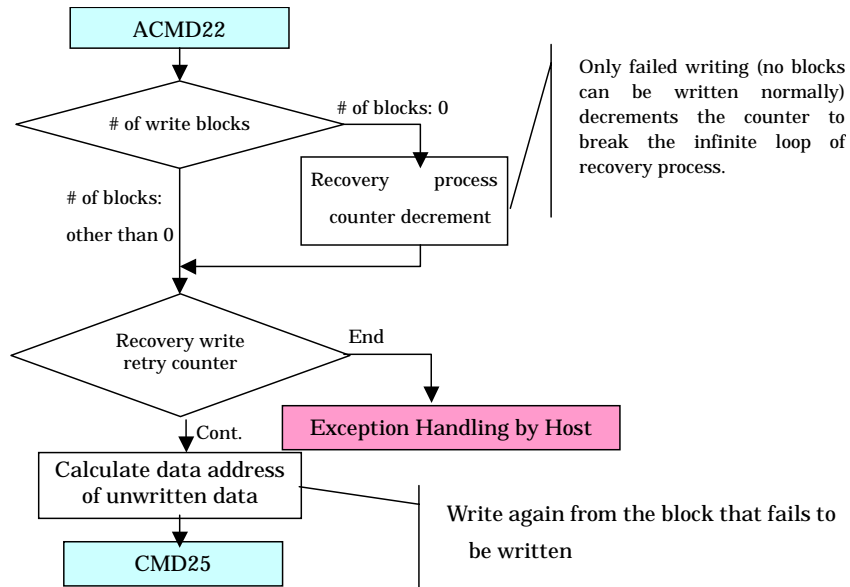 ACMD22
Only failed writing (no blocks
can be written normally)
decrements the counter to
break the infinite loop of
recovery process.
# of blocks: 0
# of write blocks
Recovery process
counter decrement
# of blocks:
other than 0
Recovery write
retry counter
End
Exception Handling by Host
Cont.
Calculate data address
of unwritten data
Write again from the block that fails to
be written
CMD25